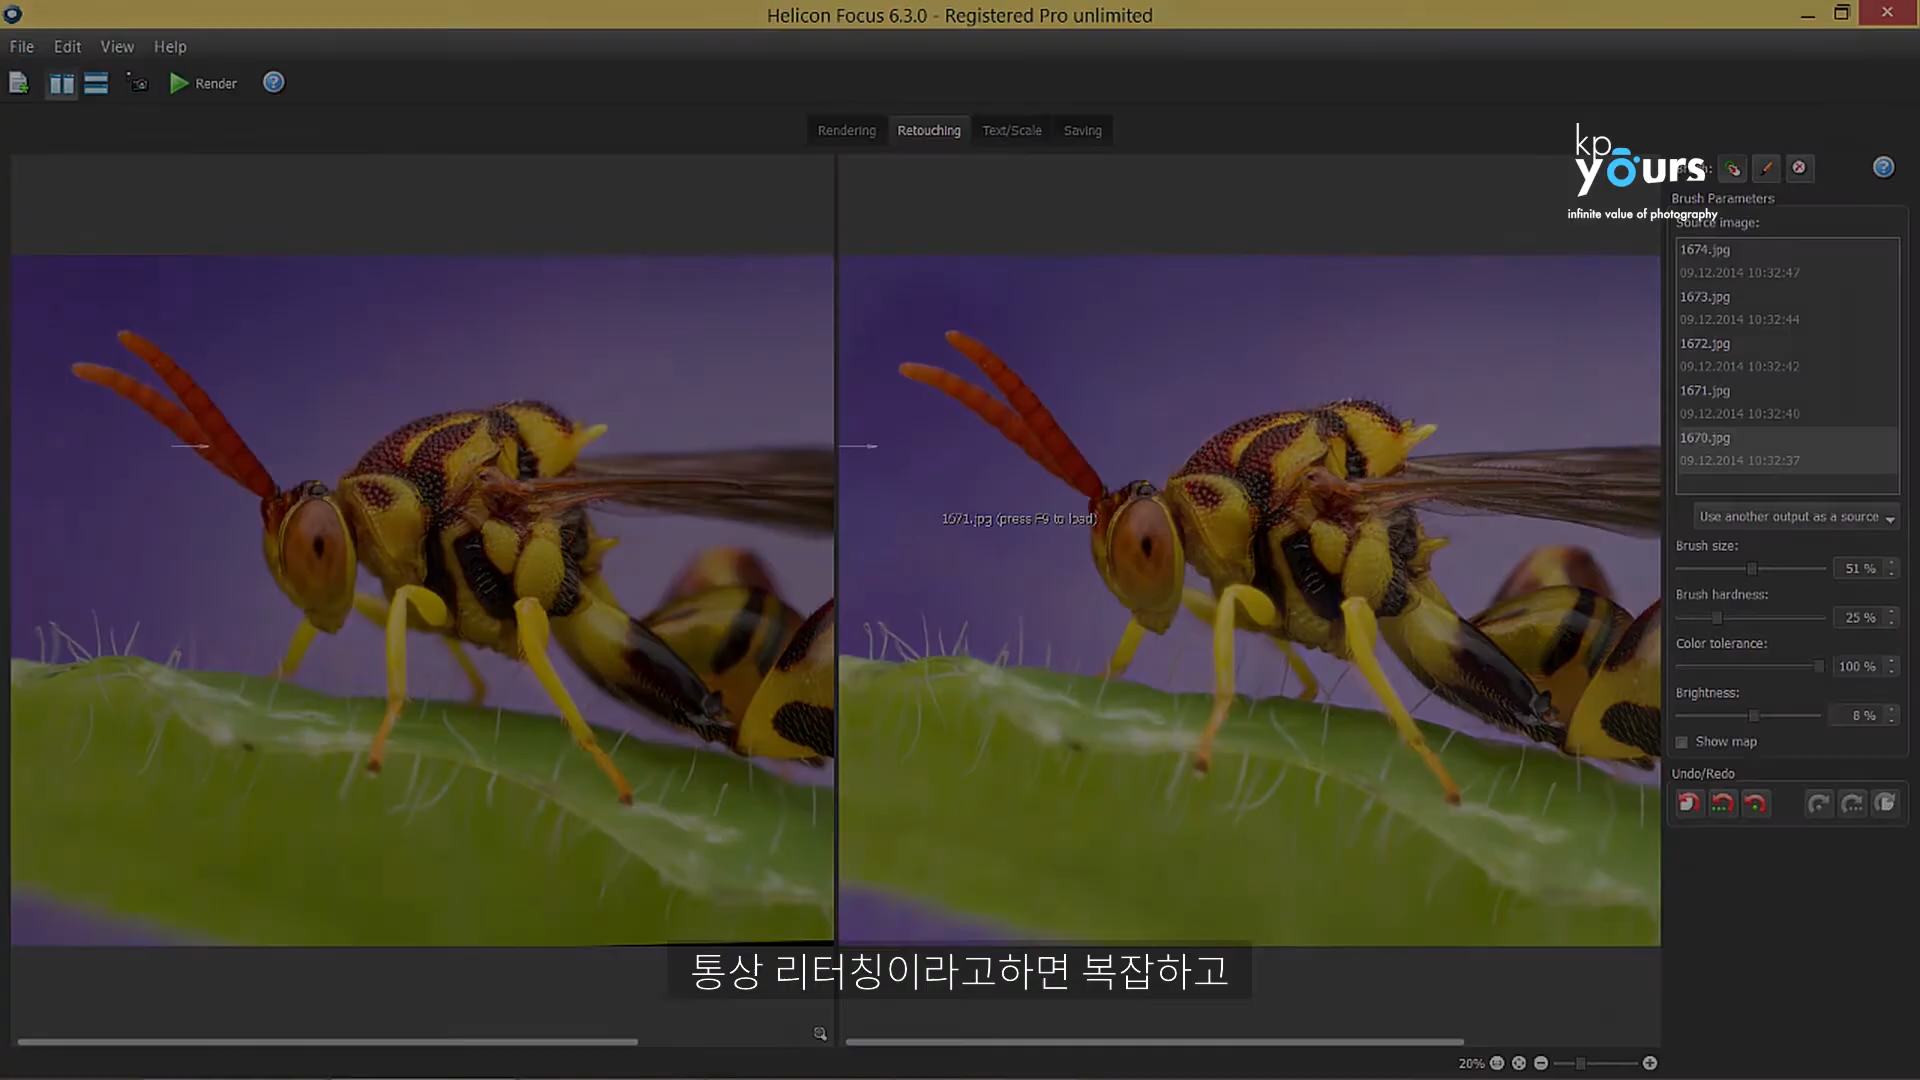 Helicon Focus 6.3.0 - Registered Pro unlimited
File Edit View Help
Render
Rendering Retouching Text/Scale Saving
kp
yours
infinite value of photography
Brush Parameters
Source image:
1674.jpg
09.12.2014 10:32:47
1673.jpg
09.12.2014 10:32:44
1672.jpg
09.12.2014 10:32:42
1671.jpg
09.12.2014 10:32:40
1670.jpg
09.12.2014 10:32:37
1671.jpg (press F9 to load)
Use another output as a source
Brush size:
51 %
Brush hardness:
25 %
Color tolerance:
100 %
Brightness:
8 %
Show map
Undo/Redo
통상 리터칭이라고하면 복잡하고
20%